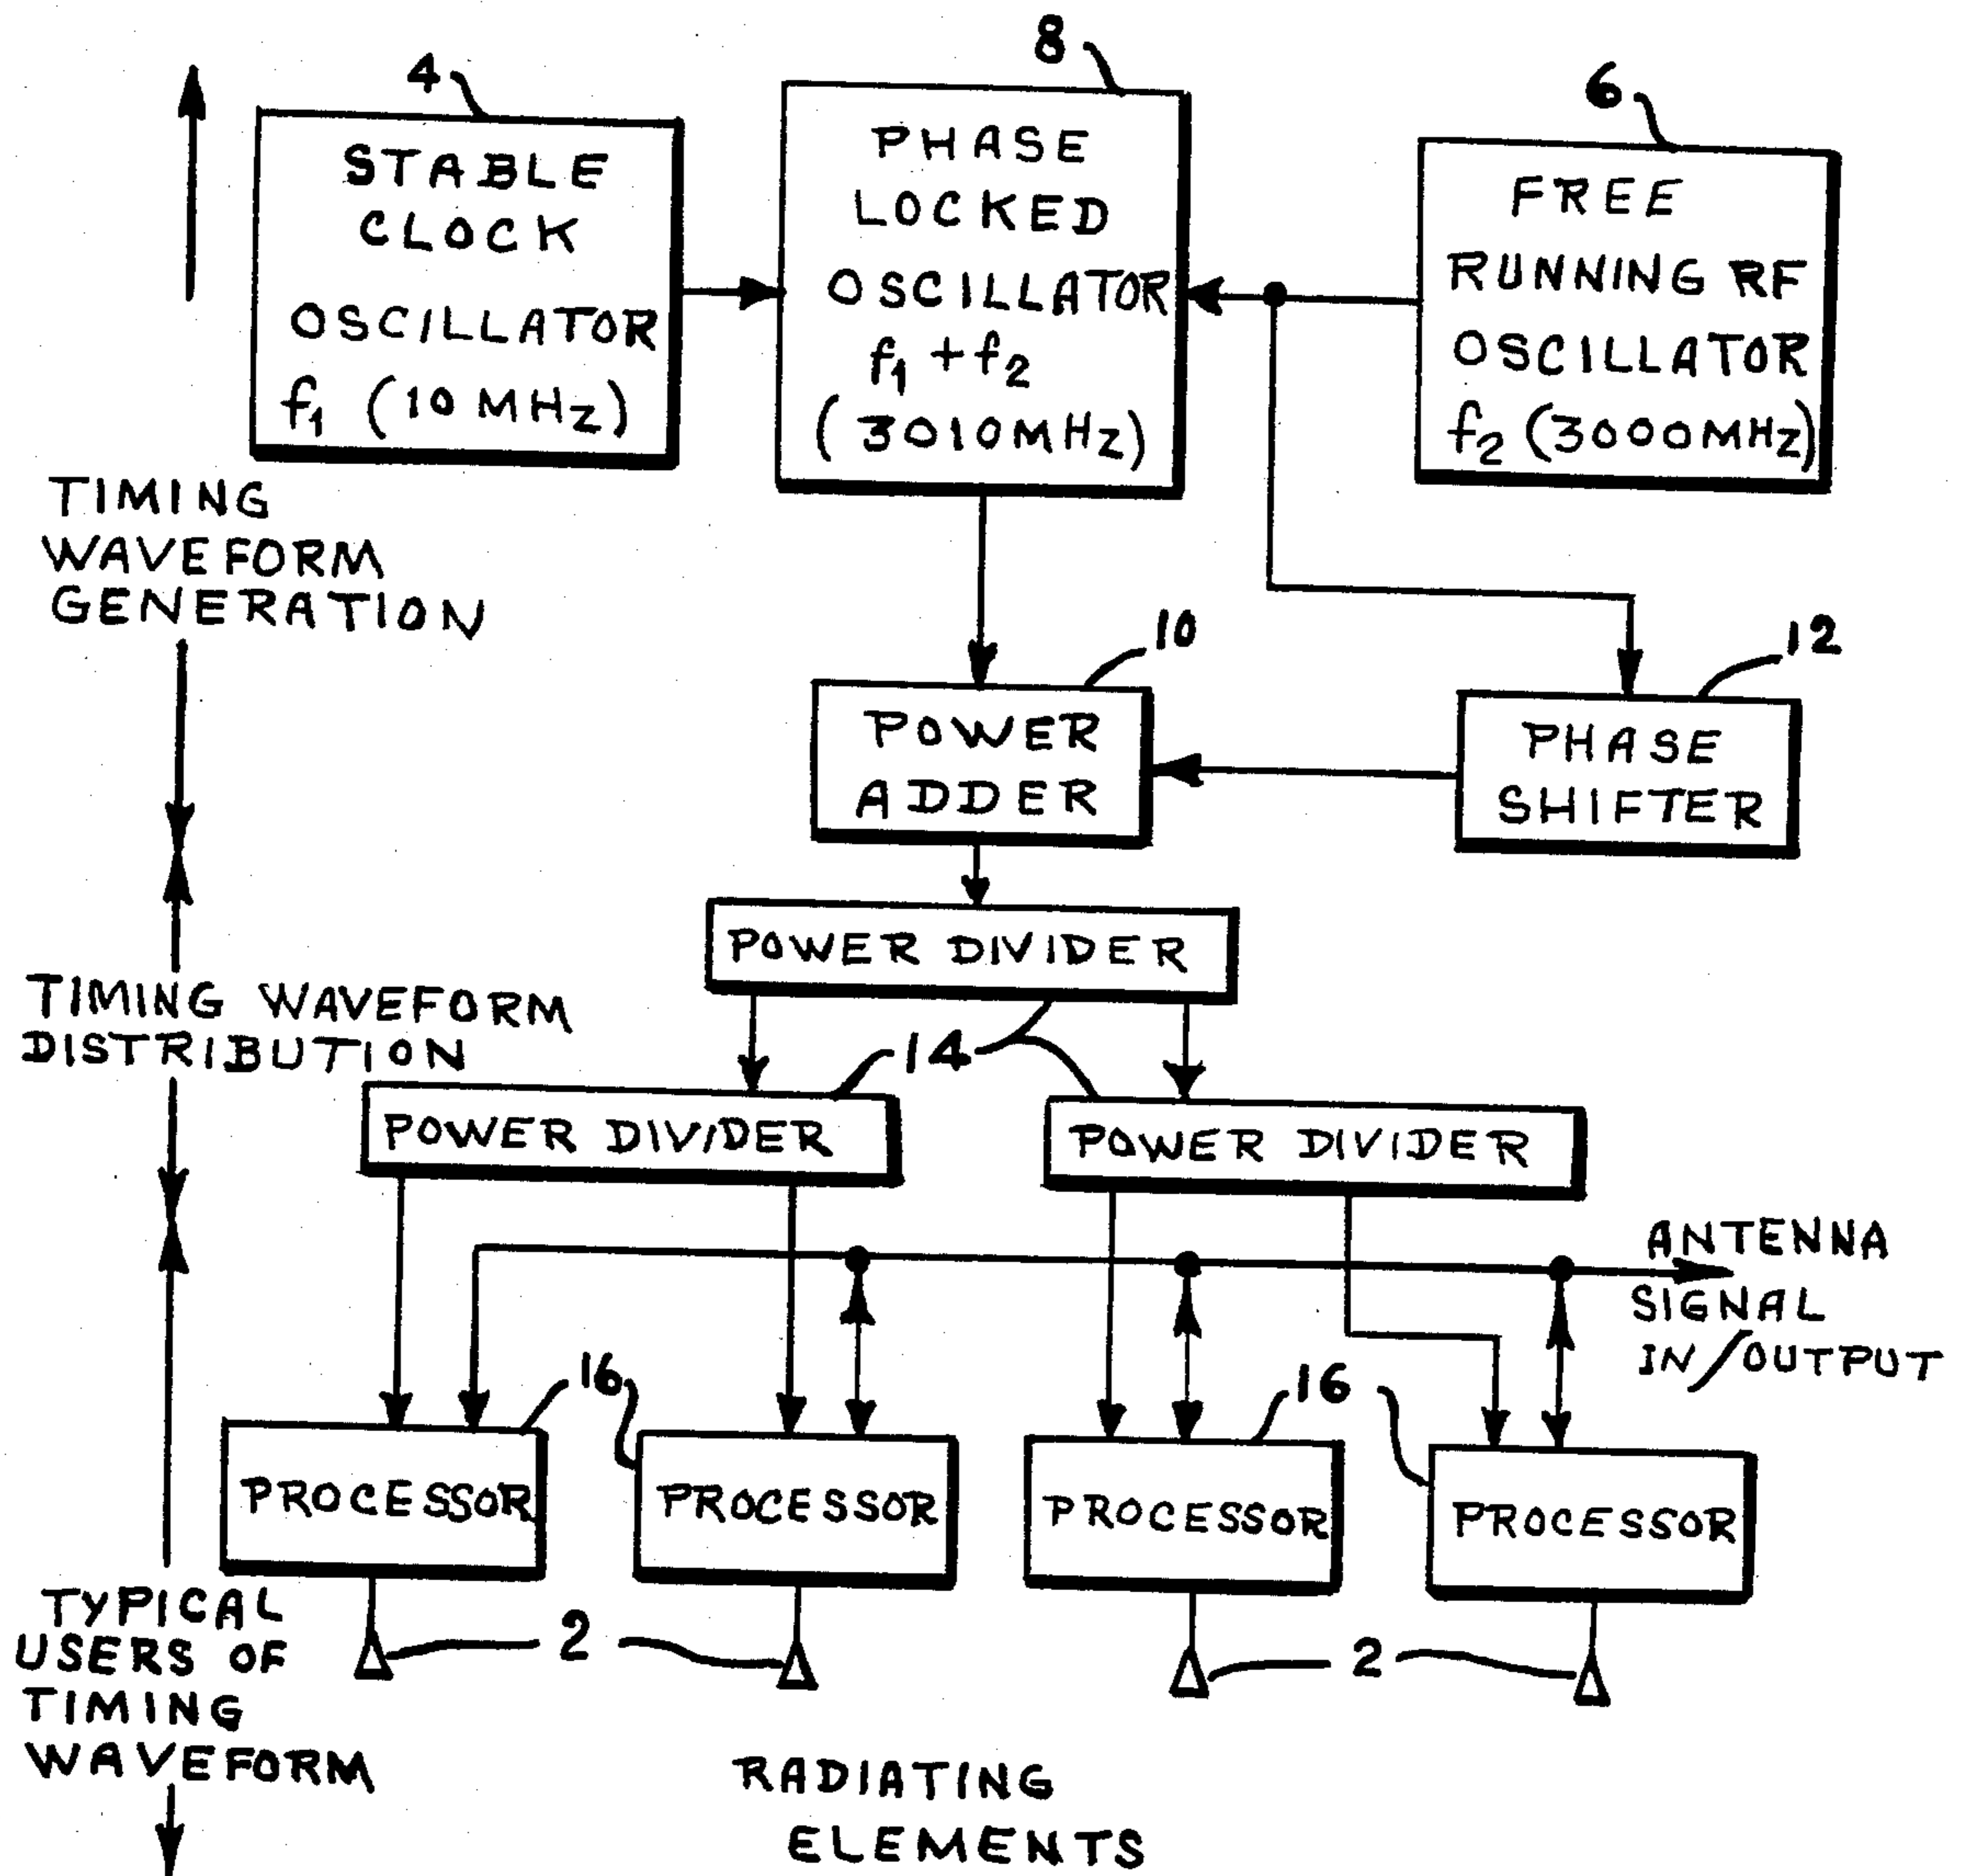 4
STABLE
CLOCK
OSCILLATOR
f1 (10 MHz)
8
PHASE
LOCKED
OSCILLATOR
f1 + f2
(3010MHz)
6
FREE
RUNNING RF
OSCILLATOR
f2 (3000MHz)
TIMING
WAVEFORM
GENERATION
10
POWER
ADDER
12
PHASE
SHIFTER
POWER DIVIDER
TIMING WAVEFORM
DISTRIBUTION
14
POWER DIVIDER
POWER DIVIDER
ANTENNA
SIGNAL
IN/OUTPUT
16
16
PROCESSOR
PROCESSOR
PROCESSOR
PROCESSOR
2
2
TYPICAL
USERS OF
TIMING
WAVEFORM
RADIATING
ELEMENTS